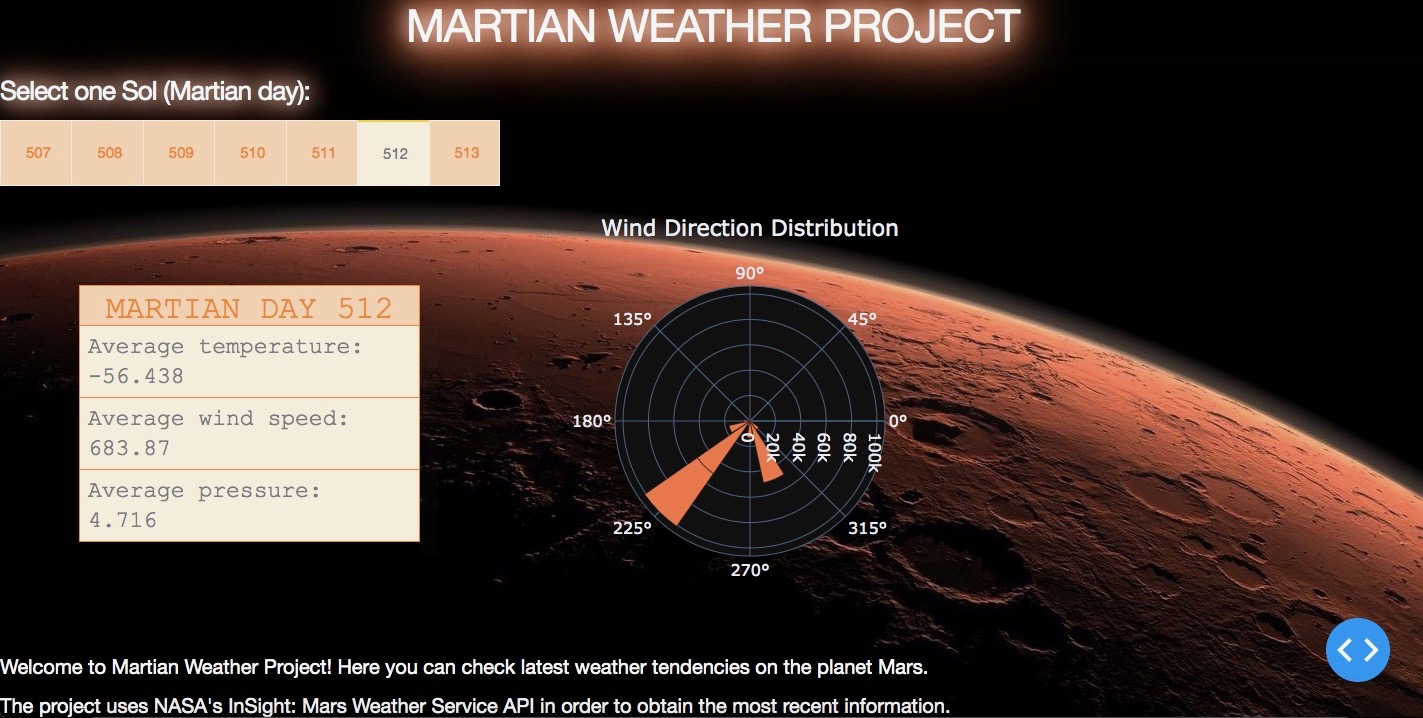 MARTIAN WEATHER PROJECT
Select one Sol (Martian day):
507 508 509 510 511 512 513
Wind Direction Distribution
90°
135° 45°
180° 0°
225° 315°
270°
0 20k 40k 60k 80k 100k
MARTIAN DAY 512
Average temperature:
-56.438
Average wind speed:
683.87
Average pressure:
4.716
Welcome to Martian Weather Project! Here you can check latest weather tendencies on the planet Mars.
The project uses NASA's InSight: Mars Weather Service API in order to obtain the most recent information.